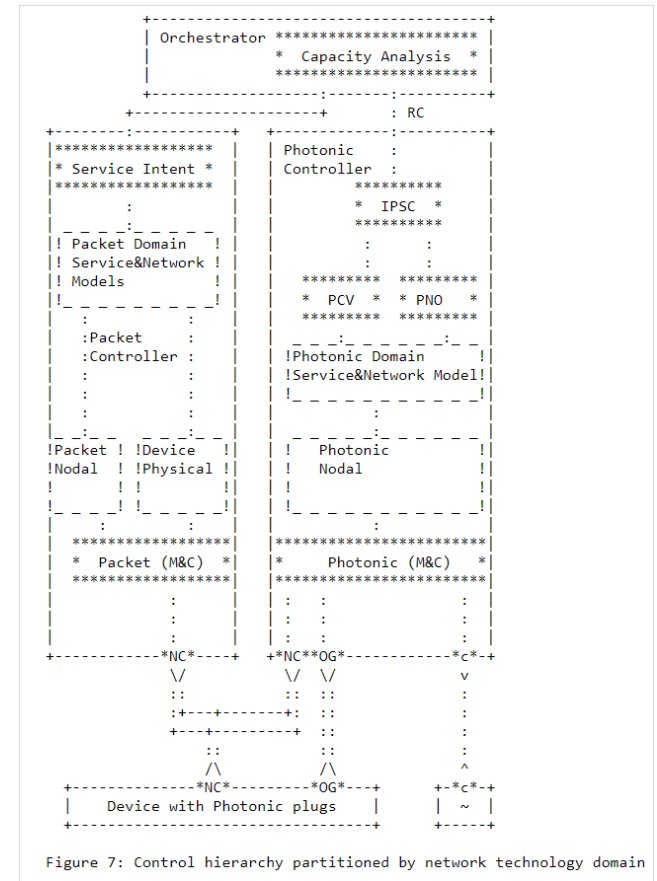 Orchestrator ************************
* Capacity Analysis *
************************
: RC
****************** Photonic :
* Service Intent * Controller :
****************** **********
: * IPSC *
**********
! Packet Domain ! : :
! Service&Network ! : :
! Models ! ********* *********
* PCV * * PNO *
: : ********* *********
:Packet :
:Controller : !Photonic Domain !
: : !Service&Network Model!
!Packet ! !Device ! ! Photonic !
!Nodal ! !Physical ! ! Nodal !
* Packet (M&C) * * Photonic (M&C) *
+------------*NC*----+ +*NC**OG*------------*c*-+
\/ \/ \/ v
:: :: :: :
:+---+-------+: :: :
+---+---------+ :: :
:: :: :
/\ /\ ^
+--------------*NC*---------*OG*---+ +-*c*-+
| Device with Photonic plugs | | ~ |
+----------------------------------+ +-----+
Figure 7: Control hierarchy partitioned by network technology domain